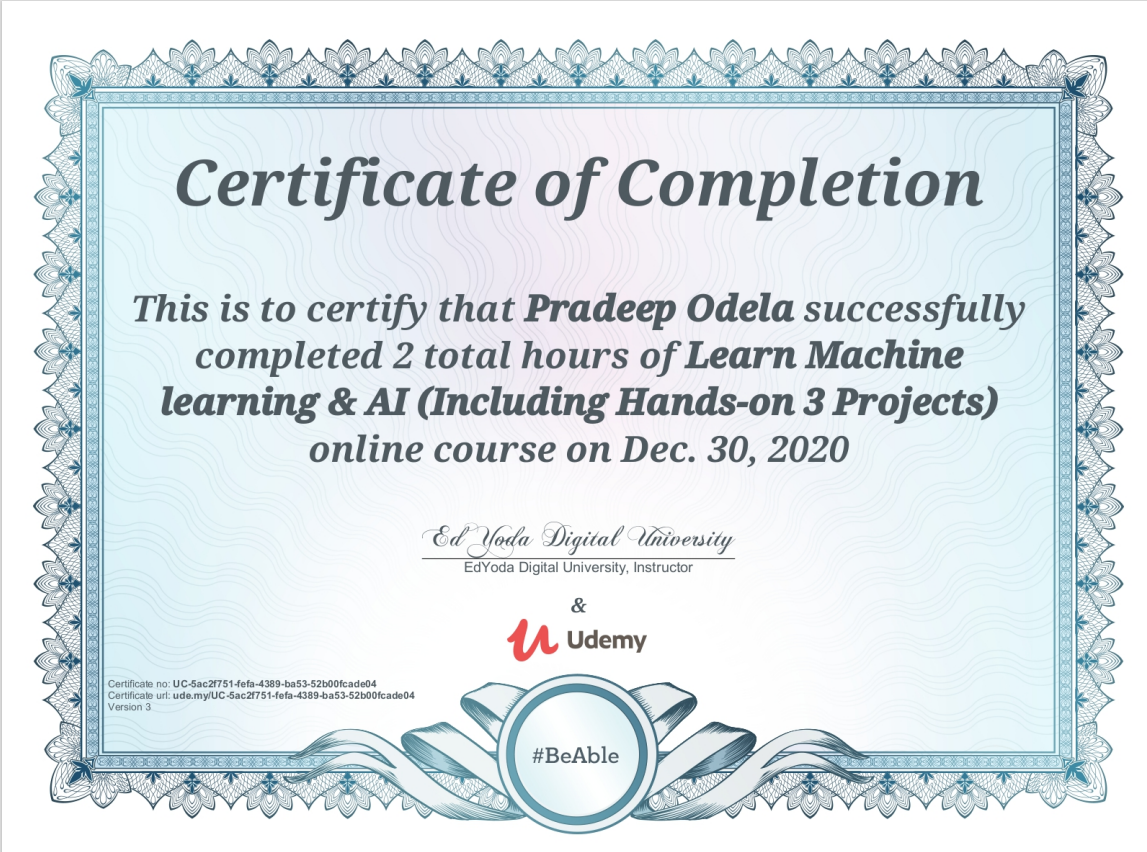 Certificate of Completion
This is to certify that Pradeep Odela successfully
completed 2 total hours of Learn Machine
learning & AI (Including Hands-on 3 Projects)
online course on Dec. 30, 2020
Ed Yoda Digital University
EdYoda Digital University, Instructor
&
Udemy
Certificate no: UC-5ac2f751-fefa-4389-ba53-52b00fcade04
Certificate url: ude.my/UC-5ac2f751-fefa-4389-ba53-52b00fcade04
Version 3
#BeAble